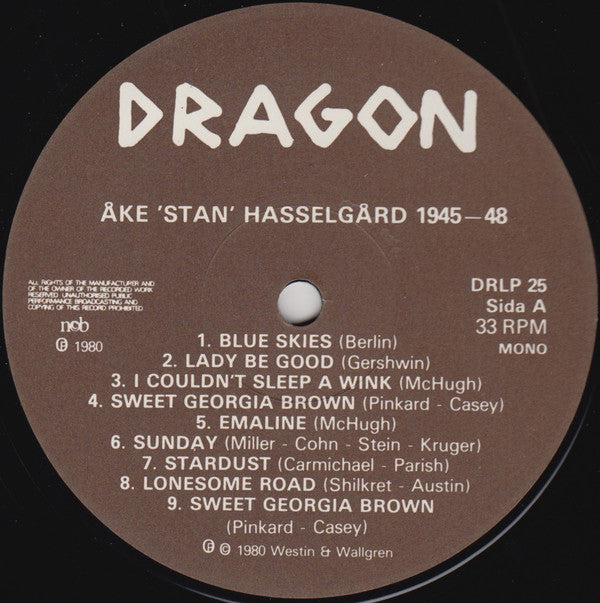 DRAGON
ÅKE 'STAN' HASSELGÅRD 1945-48
ALL RIGHTS OF THE MANUFACTURER AND
OF THE OWNER OF THE RECORDED WORK
RESERVED UNAUTHORISED PUBLIC
PERFORMANCE BROADCASTING AND
COPYING OF THIS RECORD PROHIBITED
ncb
Ⓟ 1980
DRLP 25
Sida A
33 RPM
MONO
1. BLUE SKIES (Berlin)
2. LADY BE GOOD (Gershwin)
3. I COULDN'T SLEEP A WINK (McHugh)
4. SWEET GEORGIA BROWN (Pinkard - Casey)
5. EMALINE (McHugh)
6. SUNDAY (Miller - Cohn - Stein - Kruger)
7. STARDUST (Carmichael - Parish)
8. LONESOME ROAD (Shilkret - Austin)
9. SWEET GEORGIA BROWN
(Pinkard - Casey)
Ⓟ © 1980 Westin & Wallgren